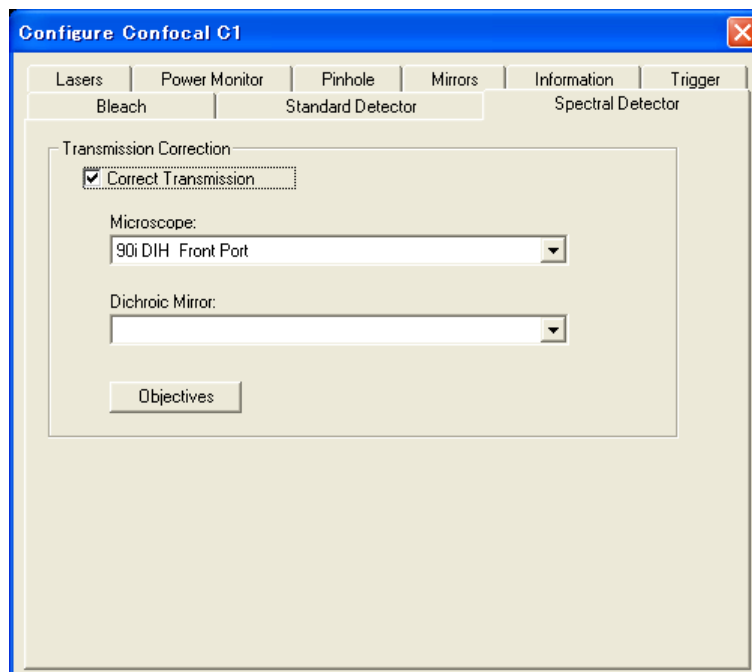 Configure Confocal C1
Lasers Power Monitor Pinhole Mirrors Information Trigger
Bleach Standard Detector Spectral Detector
Transmission Correction
Correct Transmission
Microscope:
90i DIH  Front Port
Dichroic Mirror:
Objectives